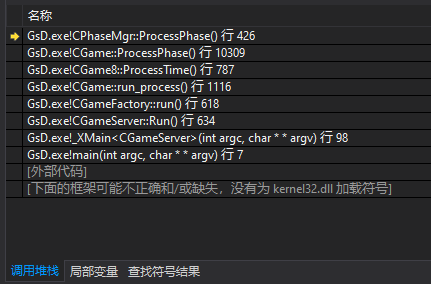 名称
GsD.exe!CPhaseMgr::ProcessPhase() 行 426
GsD.exe!CGame::ProcessPhase() 行 10309
GsD.exe!CGame8::ProcessTime() 行 787
GsD.exe!CGame::run_process() 行 1116
GsD.exe!CGameFactory::run() 行 618
GsD.exe!CGameServer::Run() 行 634
GsD.exe!_XMain<CGameServer>(int argc, char * * argv) 行 98
GsD.exe!main(int argc, char * * argv) 行 7
[外部代码]
[下面的框架可能不正确和/或缺失，没有为 kernel32.dll 加载符号]
调用堆栈 局部变量 查找符号结果